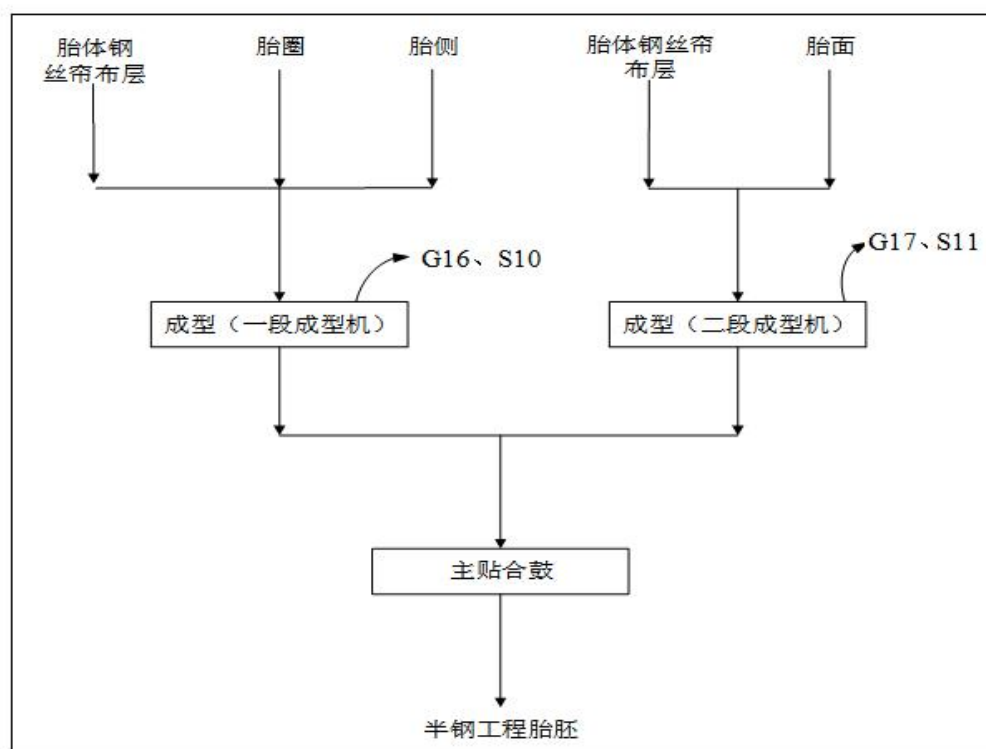 胎体钢
丝帘布层
胎圈
胎侧
胎体钢丝帘
布层
胎面
G16、S10
G17、S11
成型（一段成型机）
成型（二段成型机）
主贴合鼓
半钢工程胎胚